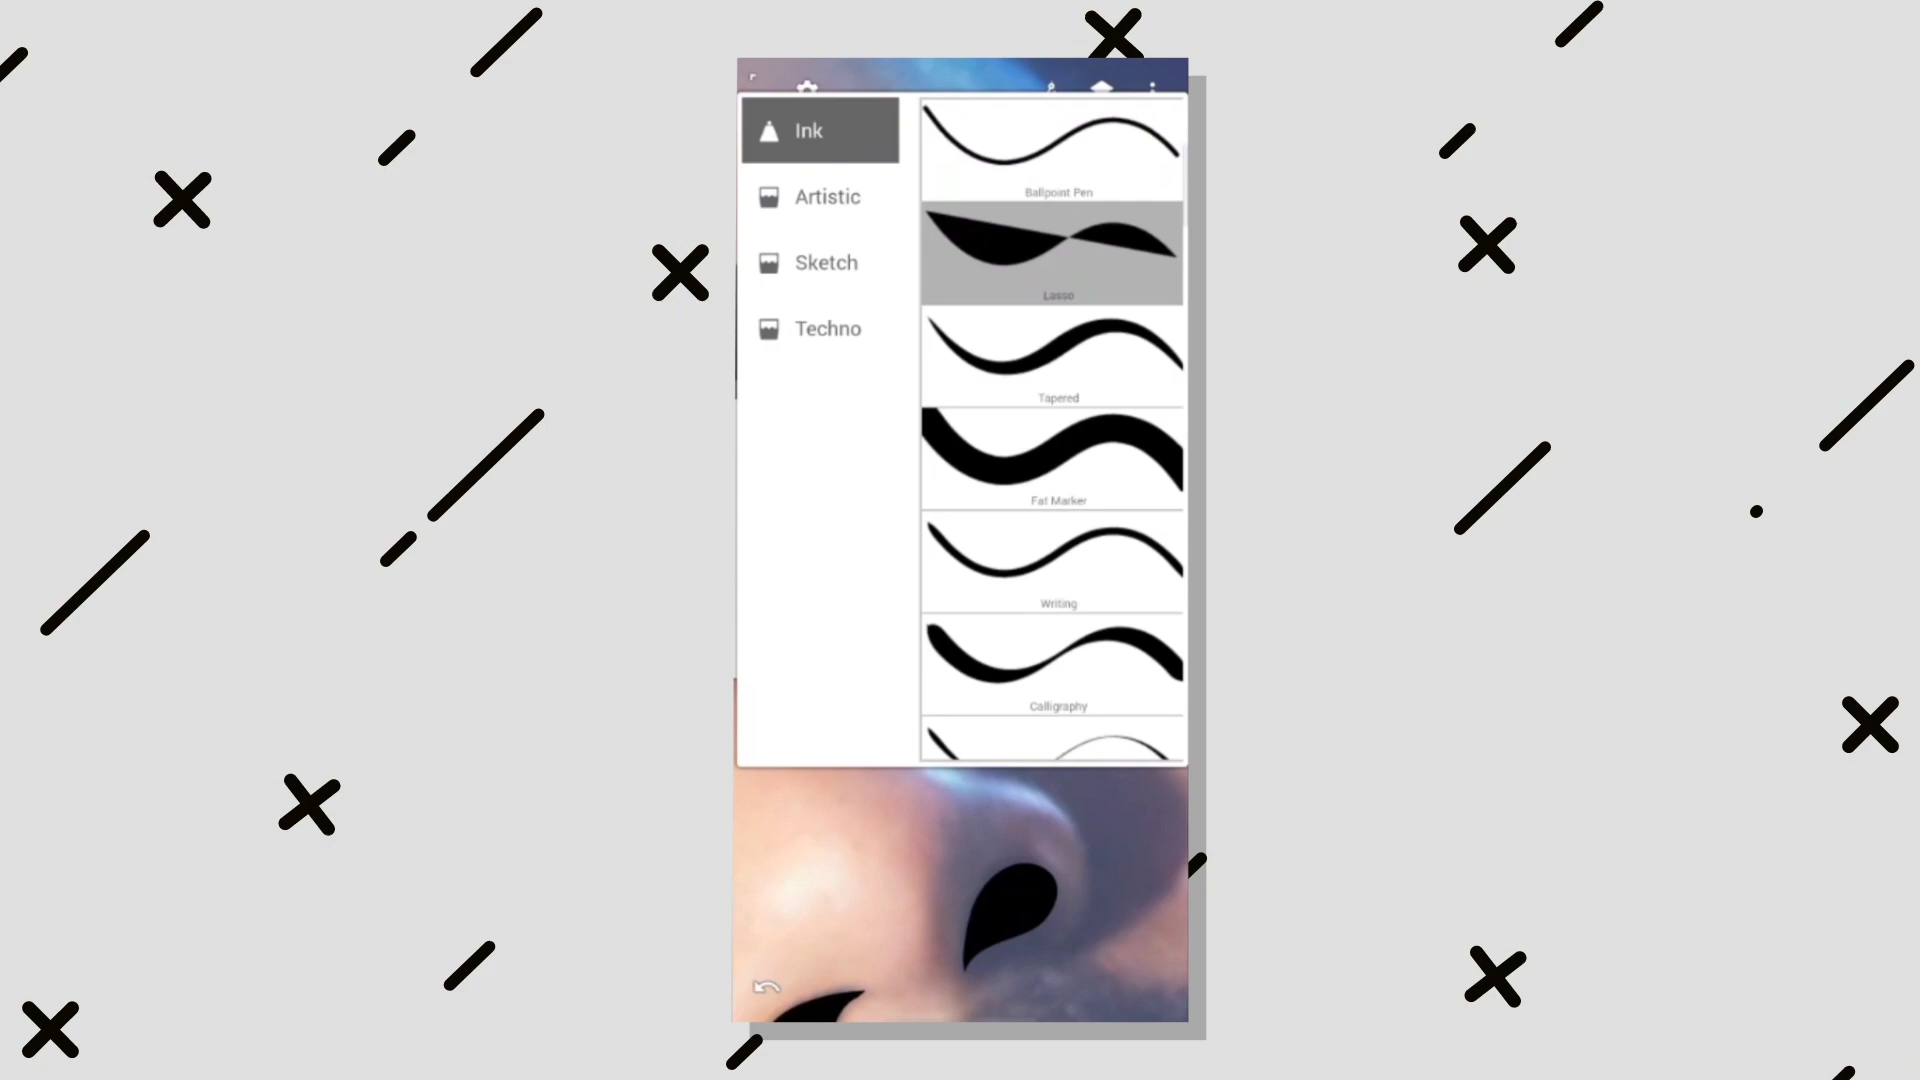 Ink
Artistic
Sketch
Techno
Ballpoint Pen
Lasso
Tapered
Fat Marker
Writing
Calligraphy